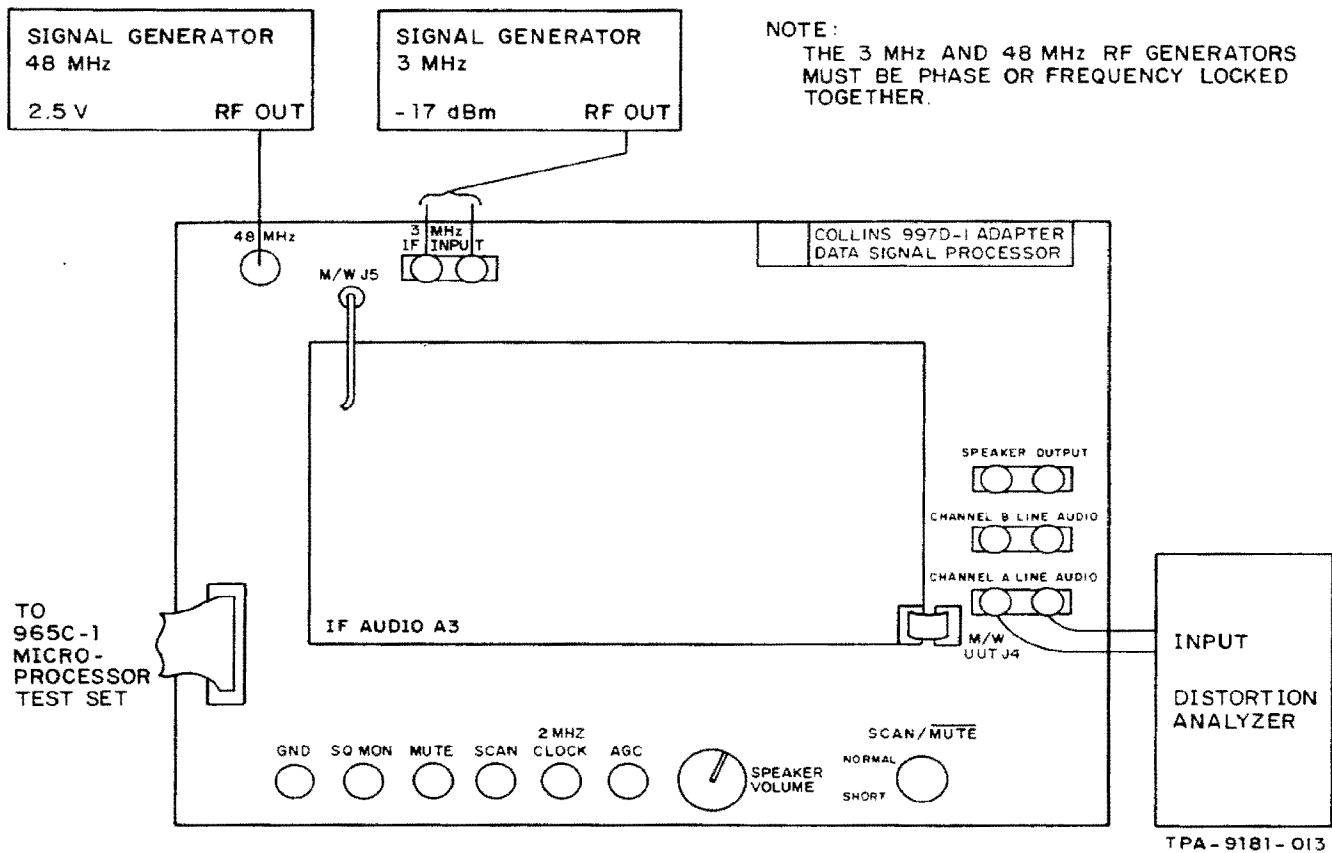 SIGNAL GENERATOR
48 MHz
2.5 V RF OUT
SIGNAL GENERATOR
3 MHz
-17 dBm RF OUT
NOTE:
THE 3 MHz AND 48 MHz RF GENERATORS
MUST BE PHASE OR FREQUENCY LOCKED
TOGETHER.
48 MHz
3 MHz
IF INPUT
M/W J5
COLLINS 997D-1 ADAPTER
DATA SIGNAL PROCESSOR
SPEAKER OUTPUT
CHANNEL B LINE AUDIO
CHANNEL A LINE AUDIO
M/W
UUT J4
IF AUDIO A3
TO
965C-1
MICRO-
PROCESSOR
TEST SET
INPUT
DISTORTION
ANALYZER
GND
SQ MON
MUTE
SCAN
2 MHZ
CLOCK
AGC
SPEAKER
VOLUME
SCAN/MUTE
NORMAL
SHORT
TPA-9181-013